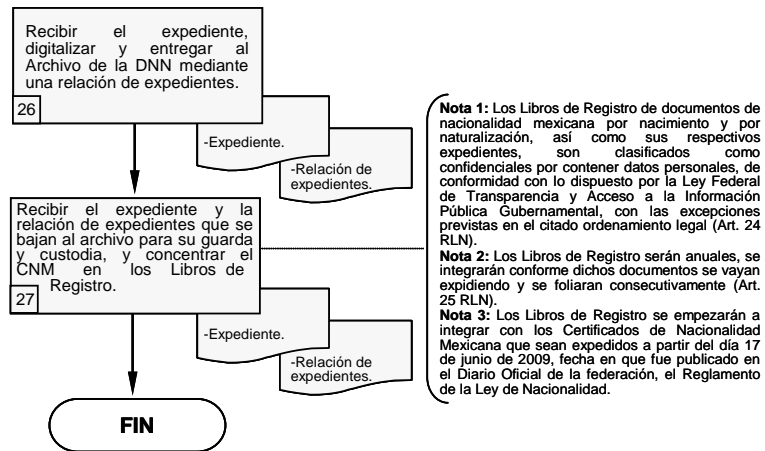 Recibir el expediente,
digitalizar y entregar al
Archivo de la DNN mediante
una relación de expedientes.
26
-Expediente.
-Relación de
expedientes.
Recibir el expediente y la
relación de expedientes que se
bajan al archivo para su guarda
y custodia, y concentrar el
CNM en los Libros de
Registro.
27
-Expediente.
-Relación de
expedientes.
FIN
Nota 1: Los Libros de Registro de documentos de
nacionalidad mexicana por nacimiento y por
naturalización, así como sus respectivos
expedientes, son clasificados como
confidenciales por contener datos personales, de
conformidad con lo dispuesto por la Ley Federal
de Transparencia y Acceso a la Información
Pública Gubernamental, con las excepciones
previstas en el citado ordenamiento legal (Art. 24
RLN).
Nota 2: Los Libros de Registro serán anuales, se
integrarán conforme dichos documentos se vayan
expidiendo y se foliaran consecutivamente (Art.
25 RLN).
Nota 3: Los Libros de Registro se empezarán a
integrar con los Certificados de Nacionalidad
Mexicana que sean expedidos a partir del día 17
de junio de 2009, fecha en que fue publicado en
el Diario Oficial de la federación, el Reglamento
de la Ley de Nacionalidad.